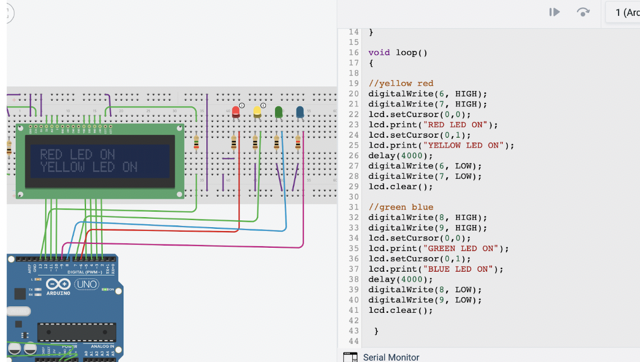 1 (Ard
RED LED ON
YELLOW LED ON
DIGITAL (PWM~)
UNO
ARDUINO
POWER
ANALOG IN
14 }
15
16 void loop()
17 {
18
19 //yellow red
20 digitalWrite(6, HIGH);
21 digitalWrite(7, HIGH);
22 lcd.setCursor(0,0);
23 lcd.print("RED LED ON");
24 lcd.setCursor(0,1);
25 lcd.print("YELLOW LED ON");
26 delay(4000);
27 digitalWrite(6, LOW);
28 digitalWrite(7, LOW);
29 lcd.clear();
30
31 //green blue
32 digitalWrite(8, HIGH);
33 digitalWrite(9, HIGH);
34 lcd.setCursor(0,0);
35 lcd.print("GREEN LED ON");
36 lcd.setCursor(0,1);
37 lcd.print("BLUE LED ON");
38 delay(4000);
39 digitalWrite(8, LOW);
40 digitalWrite(9, LOW);
41 lcd.clear();
42
43 }
44
Serial Monitor